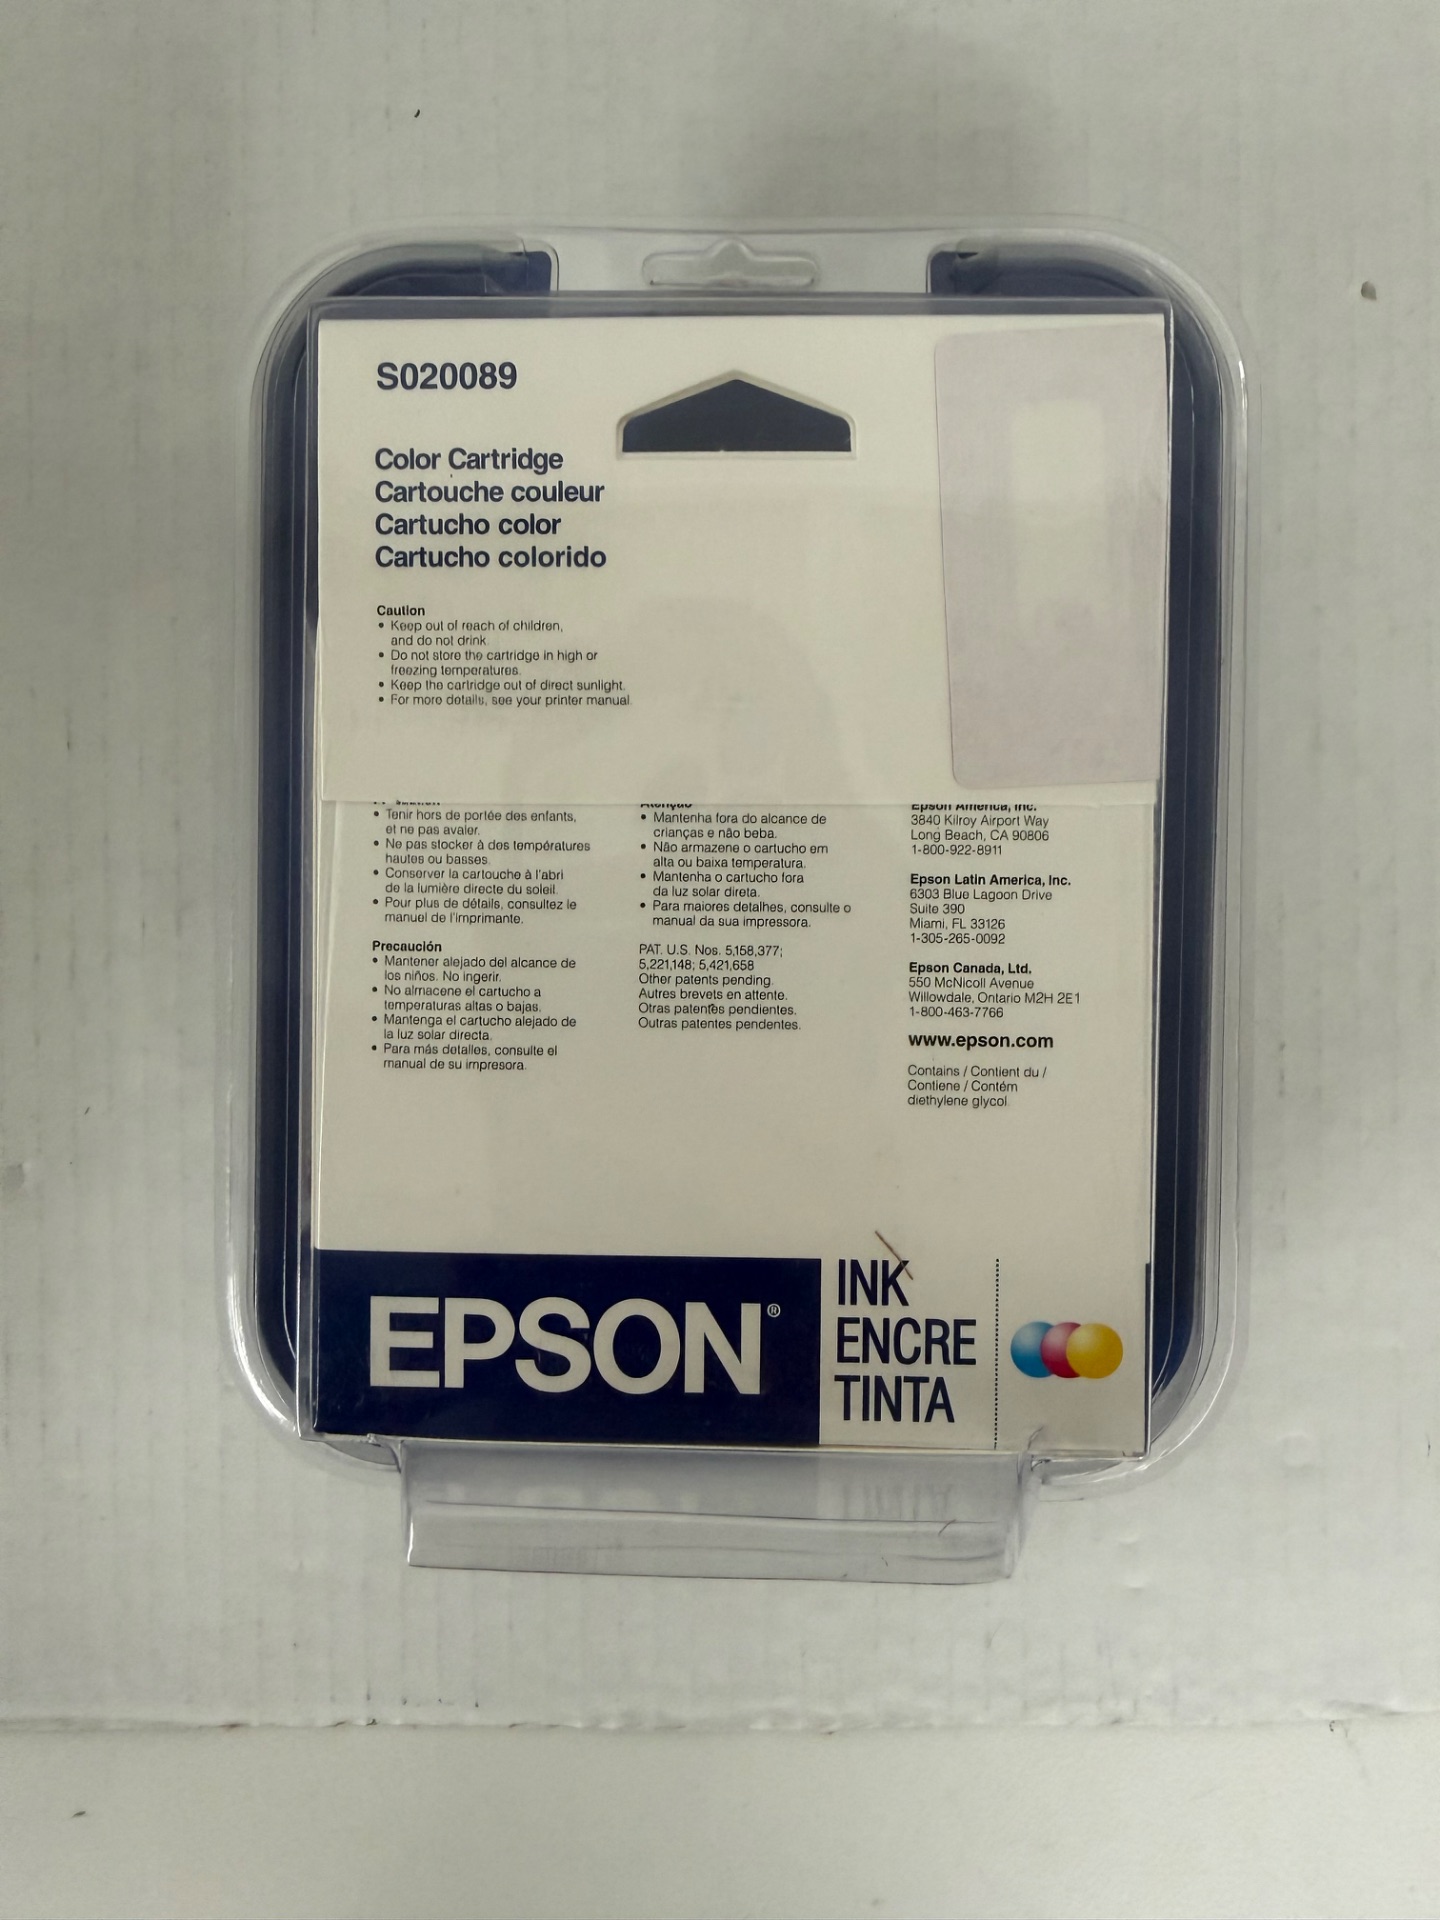 S020089
Color Cartridge
Cartouche couleur
Cartucho color
Cartucho colorido
Caution
• Keep out of reach of children,
and do not drink.
• Do not store the cartridge in high or
freezing temperatures.
• Keep the cartridge out of direct sunlight.
• For more details, see your printer manual.
• Tenir hors de portée des enfants,
et ne pas avaler.
• Ne pas stocker à des températures
hautes ou basses.
• Conserver la cartouche à l'abri
de la lumière directe du soleil.
• Pour plus de détails, consultez le
manuel de l'imprimante.
Precaución
• Mantener alejado del alcance de
los niños. No ingerir.
• No almacene el cartucho a
temperaturas altas o bajas.
• Mantenga el cartucho alejado de
la luz solar directa.
• Para más detalles, consulte el
manual de su impresora.
Atenção
• Mantenha fora do alcance de
crianças e não beba.
• Não armazene o cartucho em
alta ou baixa temperatura.
• Mantenha o cartucho fora
da luz solar direta.
• Para maiores detalhes, consulte o
manual da sua impressora.
PAT. U.S. Nos. 5,158,377;
5,221,148; 5,421,658
Other patents pending.
Autres brevets en attente.
Otras patentes pendientes.
Outras patentes pendentes.
Epson America, Inc.
3840 Kilroy Airport Way
Long Beach, CA 90806
1-800-922-8911
Epson Latin America, Inc.
6303 Blue Lagoon Drive
Suite 390
Miami, FL 33126
1-305-265-0092
Epson Canada, Ltd.
550 McNicoll Avenue
Willowdale, Ontario M2H 2E1
1-800-463-7766
www.epson.com
Contains / Contient du /
Contiene / Contém
diethylene glycol.
EPSON®
INK
ENCRE
TINTA